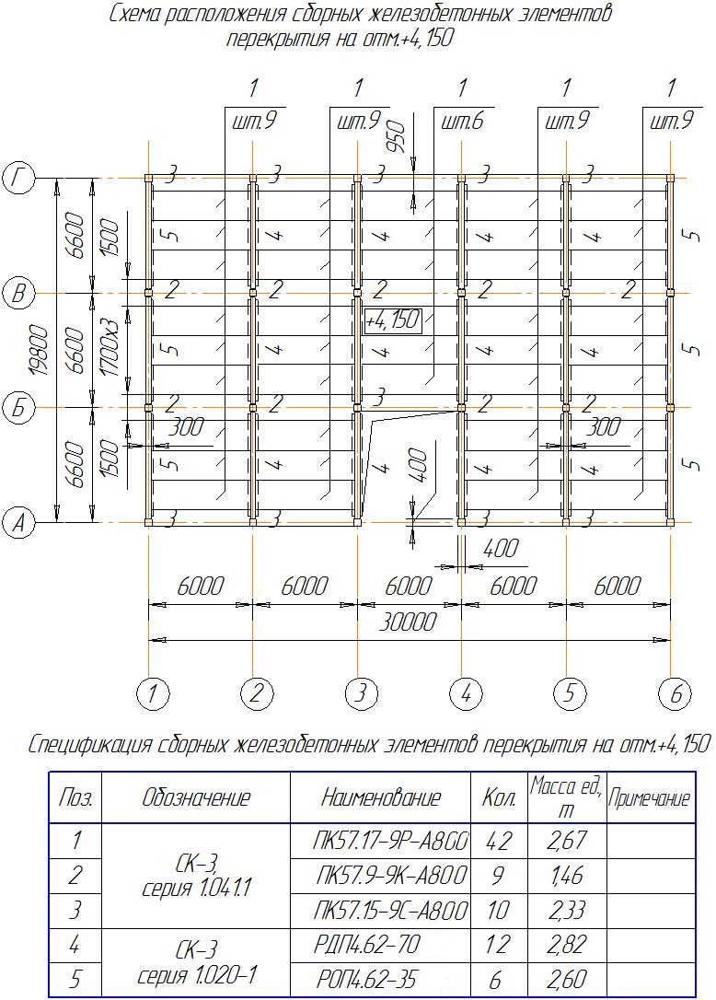 Схема расположения сборных железобетонных элементов
перекрытия на отм.+4,150
1 1 1 1 1
шт.9 шт.9 шт.6 шт.9 шт.9
950
Г 3 3 3 3 3
6600 1500 5 4 4 4 4 5
В 2 2 2 2 2
+4,150
19800 6600 1700х3 5 4 4 4 4 5
Б 2 2 3 2 2
300 300
6600 1500 5 4 4 400 4 4 5
А 3 3 3 3
400
6000 6000 6000 6000 6000
30000
1 2 3 4 5 6
Спецификация сборных железобетонных элементов перекрытия на отм.+4,150
Поз. Обозначение Наименование Кол. Масса ед., т Примечание
1 СК-3, серия 1.041.1 ПК57.17-9Р-А800 42 2,67
2 ПК57.9-9К-А800 9 1,46
3 ПК57.15-9С-А800 10 2,33
4 СК-3 серия 1.020-1 РДП4.62-70 12 2,82
5 РОП4.62-35 6 2,60